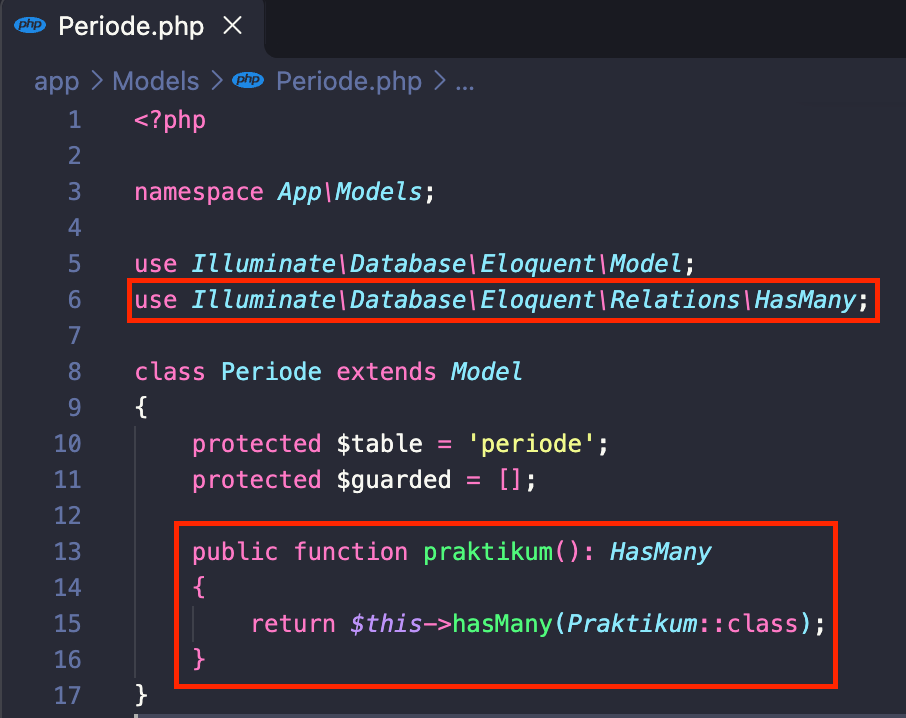 php Periode.php ×
app > Models > php Periode.php > ...
1 <?php
2
3 namespace App\Models;
4
5 use Illuminate\Database\Eloquent\Model;
6 use Illuminate\Database\Eloquent\Relations\HasMany;
7
8 class Periode extends Model
9 {
10     protected $table = 'periode';
11     protected $guarded = [];
12
13     public function praktikum(): HasMany
14     {
15         return $this->hasMany(Praktikum::class);
16     }
17 }